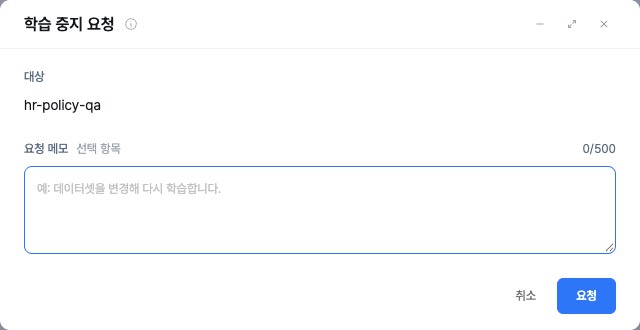 학습 중지 요청
대상
hr-policy-qa
요청 메모 선택 항목 0/500
예: 데이터셋을 변경해 다시 학습합니다.
취소 요청